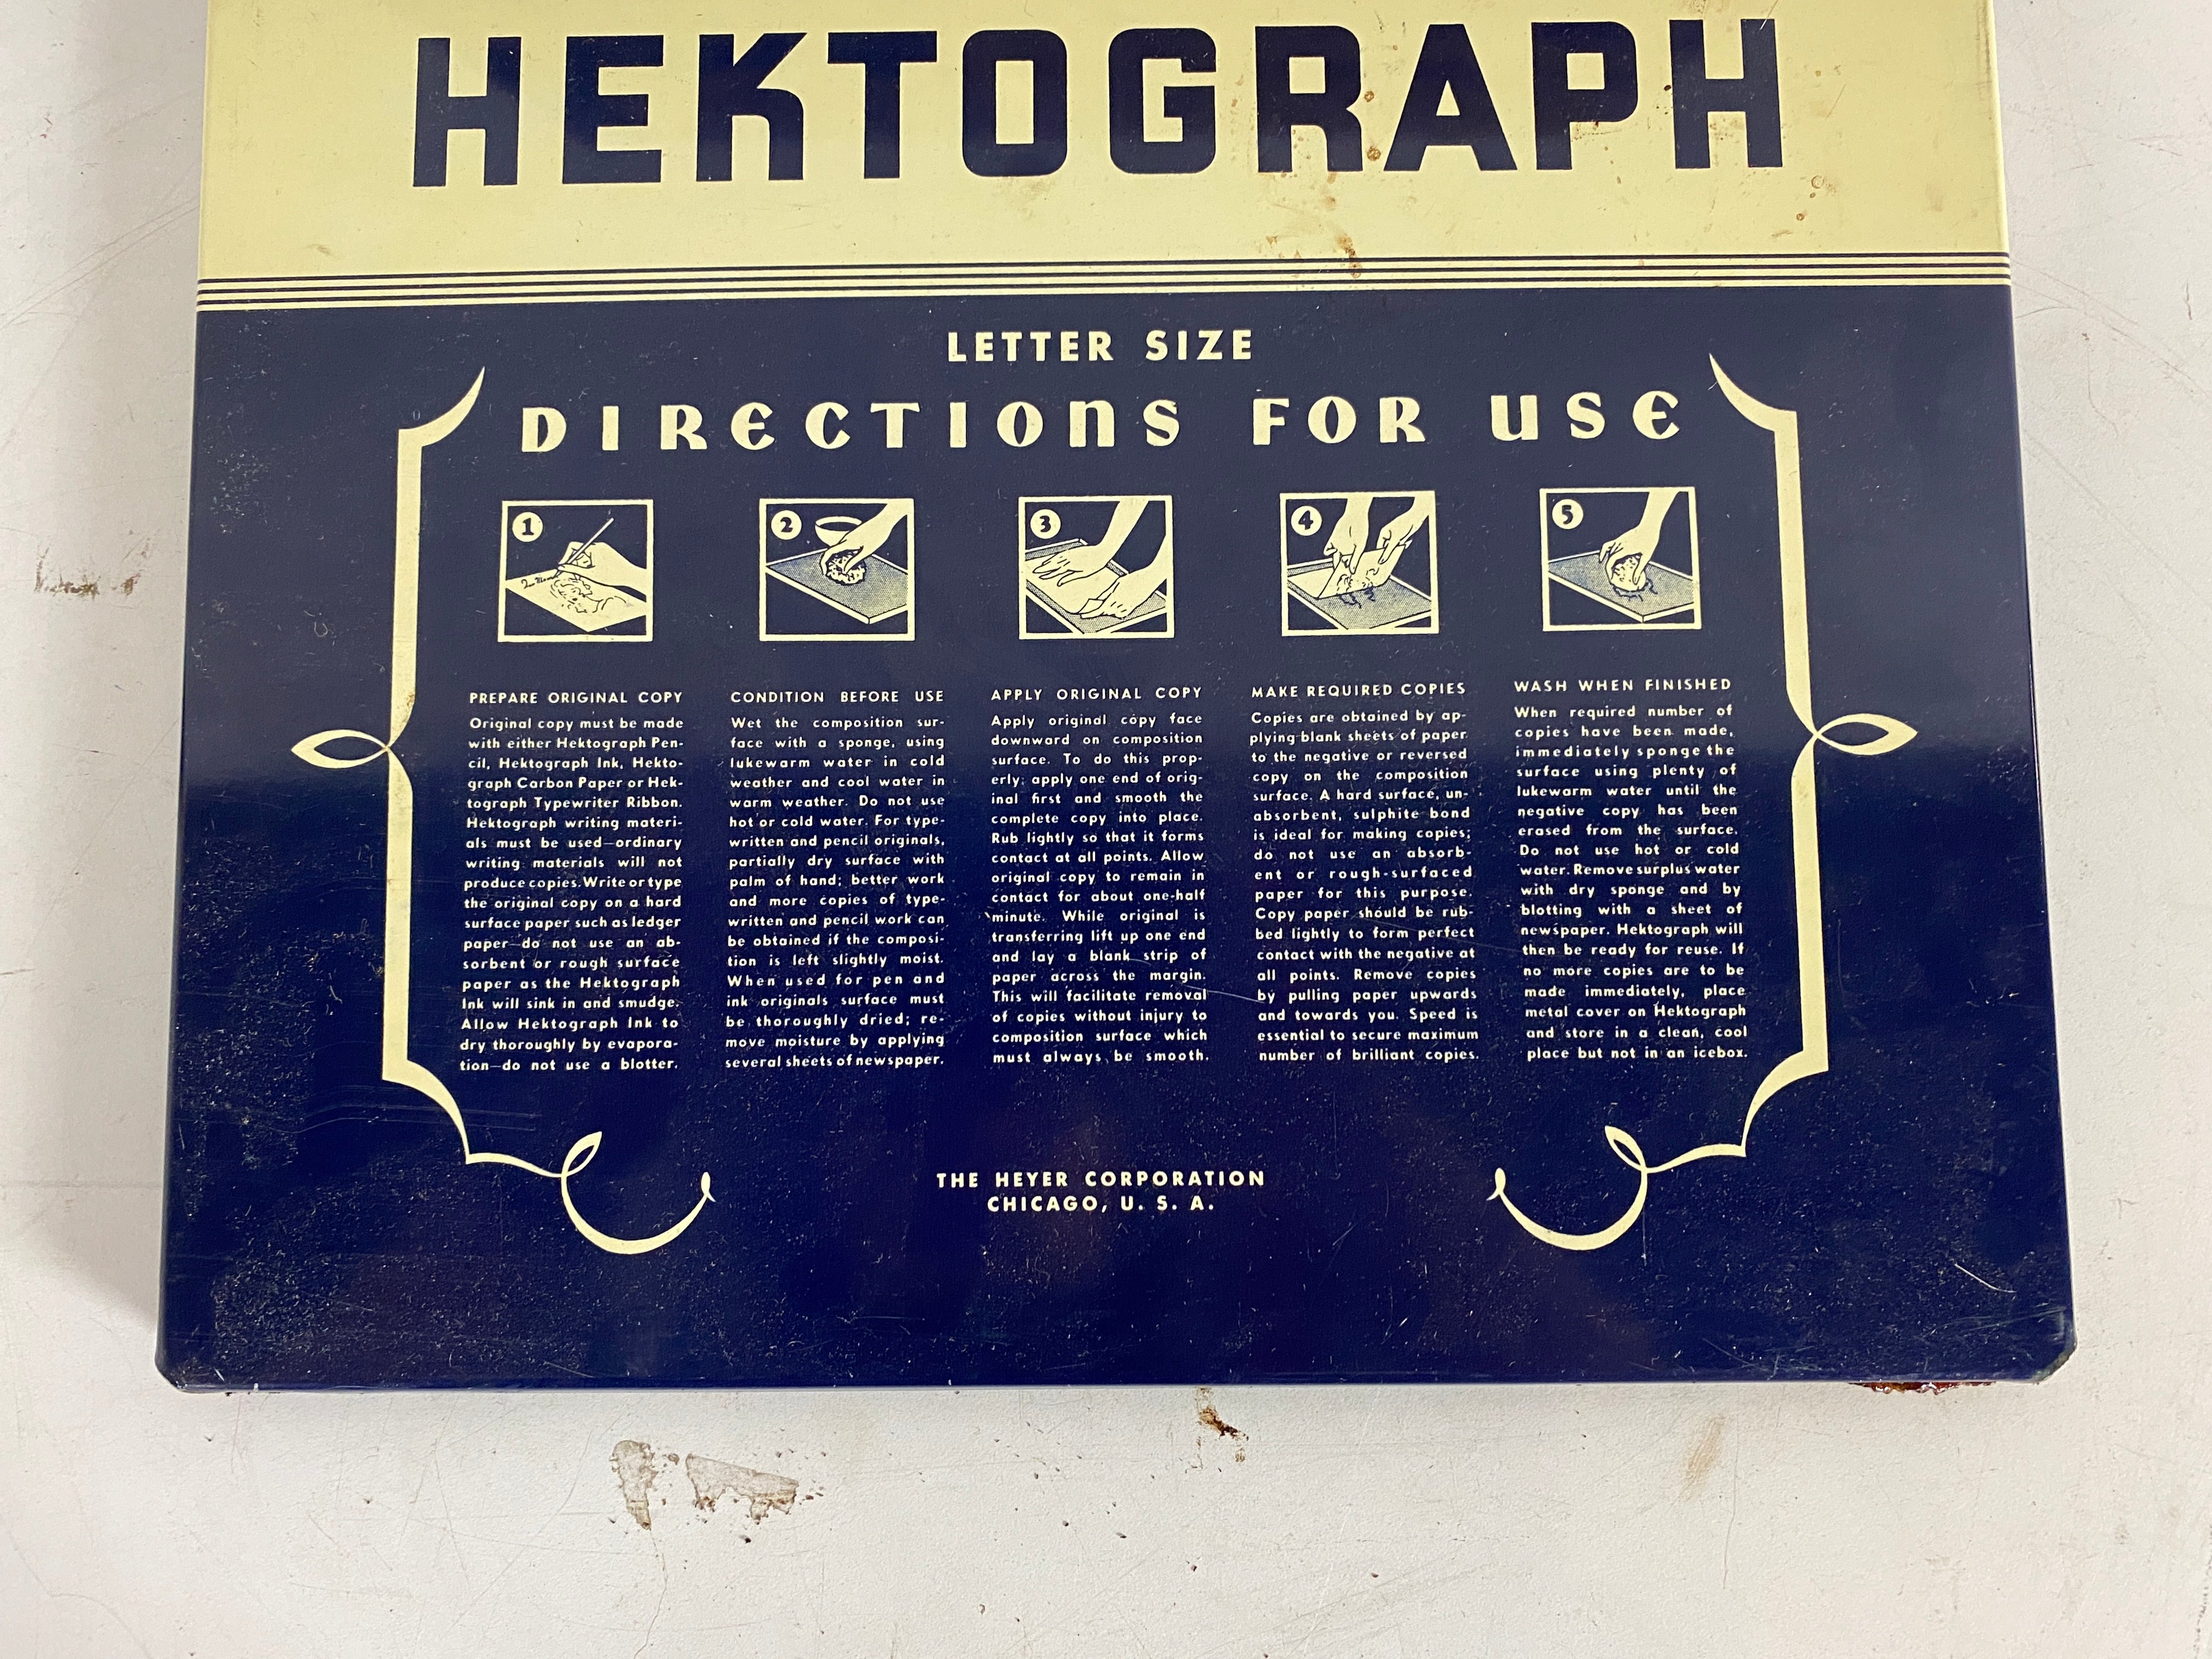 HEKTOGRAPH
LETTER SIZE
DIRECTIONS FOR USE
1
2
3
4
5
PREPARE ORIGINAL COPY
Original copy must be made
with either Hektograph Pen-
cil, Hektograph Ink, Hekto-
graph Carbon Paper or Hek-
tograph Typewriter Ribbon.
Hektograph writing materi-
als must be used—ordinary
writing materials will not
produce copies. Write or type
the original copy on a hard
surface paper such as ledger
paper—do not use an ab-
sorbent or rough surface
paper as the Hektograph
Ink will sink in and smudge.
Allow Hektograph Ink to
dry thoroughly by evapora-
tion—do not use a blotter.
CONDITION BEFORE USE
Wet the composition sur-
face with a sponge, using
lukewarm water in cold
weather and cool water in
warm weather. Do not use
hot or cold water. For type-
written and pencil originals,
partially dry surface with
palm of hand; better work
and more copies of type-
written and pencil work can
be obtained if the composi-
tion is left slightly moist.
When used for pen and
ink originals surface must
be thoroughly dried; re-
move moisture by applying
several sheets of newspaper.
APPLY ORIGINAL COPY
Apply original copy face
downward on composition
surface. To do this prop-
erly, apply one end of orig-
inal first and smooth the
complete copy into place.
Rub lightly so that it forms
contact at all points. Allow
original copy to remain in
contact for about one-half
minute. While original is
transferring lift up one end
and lay a blank strip of
paper across the margin.
This will facilitate removal
of copies without injury to
composition surface which
must always be smooth.
MAKE REQUIRED COPIES
Copies are obtained by ap-
plying blank sheets of paper
to the negative or reversed
copy on the composition
surface. A hard surface, un-
absorbent, sulphite bond
is ideal for making copies;
do not use an absorb-
ent or rough-surfaced
paper for this purpose.
Copy paper should be rub-
bed lightly to form perfect
contact with the negative at
all points. Remove copies
by pulling paper upwards
and towards you. Speed is
essential to secure maximum
number of brilliant copies.
WASH WHEN FINISHED
When required number of
copies have been made,
immediately sponge the
surface using plenty of
lukewarm water until the
negative copy has been
erased from the surface.
Do not use hot or cold
water. Remove surplus water
with dry sponge and by
blotting with a sheet of
newspaper. Hektograph will
then be ready for reuse. If
no more copies are to be
made immediately, place
metal cover on Hektograph
and store in a clean, cool
place but not in an icebox.
THE HEYER CORPORATION
CHICAGO, U. S. A.